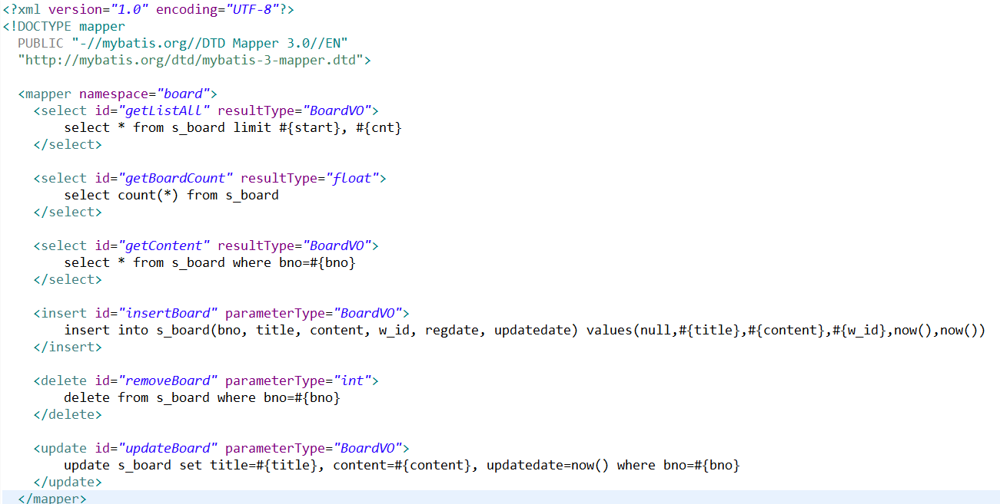 <?xml version="1.0" encoding="UTF-8"?>
<!DOCTYPE mapper
PUBLIC "-//mybatis.org//DTD Mapper 3.0//EN"
"http://mybatis.org/dtd/mybatis-3-mapper.dtd">
<mapper namespace="board">
<select id="getListAll" resultType="BoardVO">
select * from s_board limit #{start}, #{cnt}
</select>
<select id="getBoardCount" resultType="float">
select count(*) from s_board
</select>
<select id="getContent" resultType="BoardVO">
select * from s_board where bno=#{bno}
</select>
<insert id="insertBoard" parameterType="BoardVO">
insert into s_board(bno, title, content, w_id, regdate, updatedate) values(null,#{title},#{content},#{w_id},now(),now())
</insert>
<delete id="removeBoard" parameterType="int">
delete from s_board where bno=#{bno}
</delete>
<update id="updateBoard" parameterType="BoardVO">
update s_board set title=#{title}, content=#{content}, updatedate=now() where bno=#{bno}
</update>
</mapper>